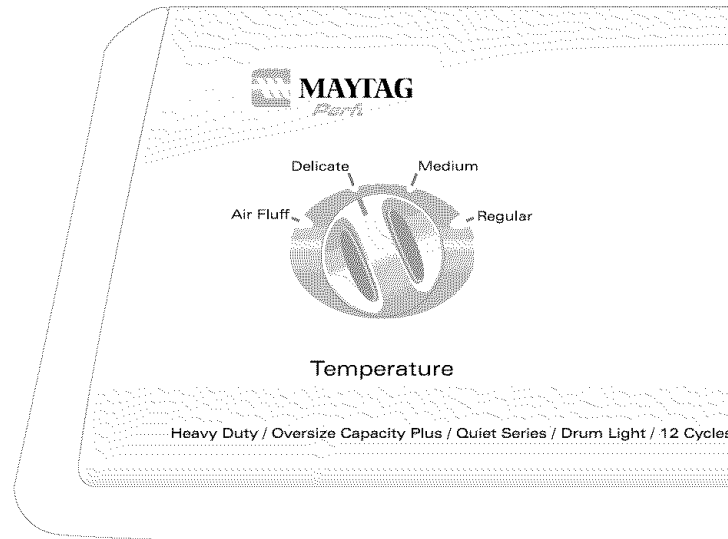 MAYTAG
Delicate
Medium
Air Fluff
Regular
Temperature
Heavy Duty / Oversize Capacity Plus / Quiet Series / Drum Light / 12 Cycles